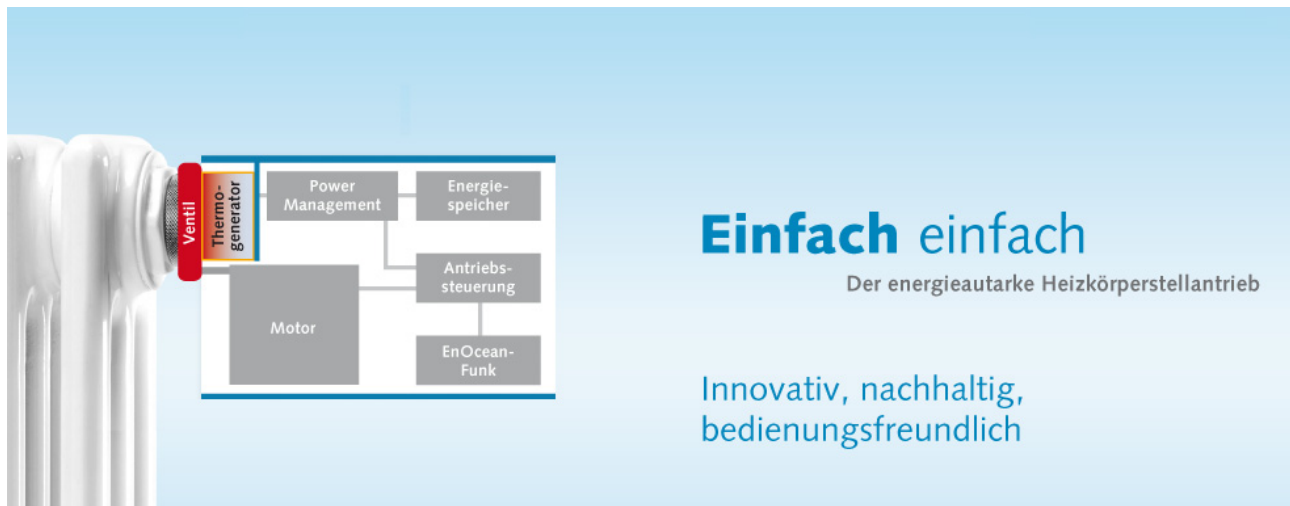 Ventil
Thermo-
generator
Power
Management
Energie-
speicher
Antriebs-
steuerung
Motor
EnOcean-
Funk
Einfach einfach
Der energieautarke Heizkörperstellantrieb
Innovativ, nachhaltig,
bedienungsfreundlich